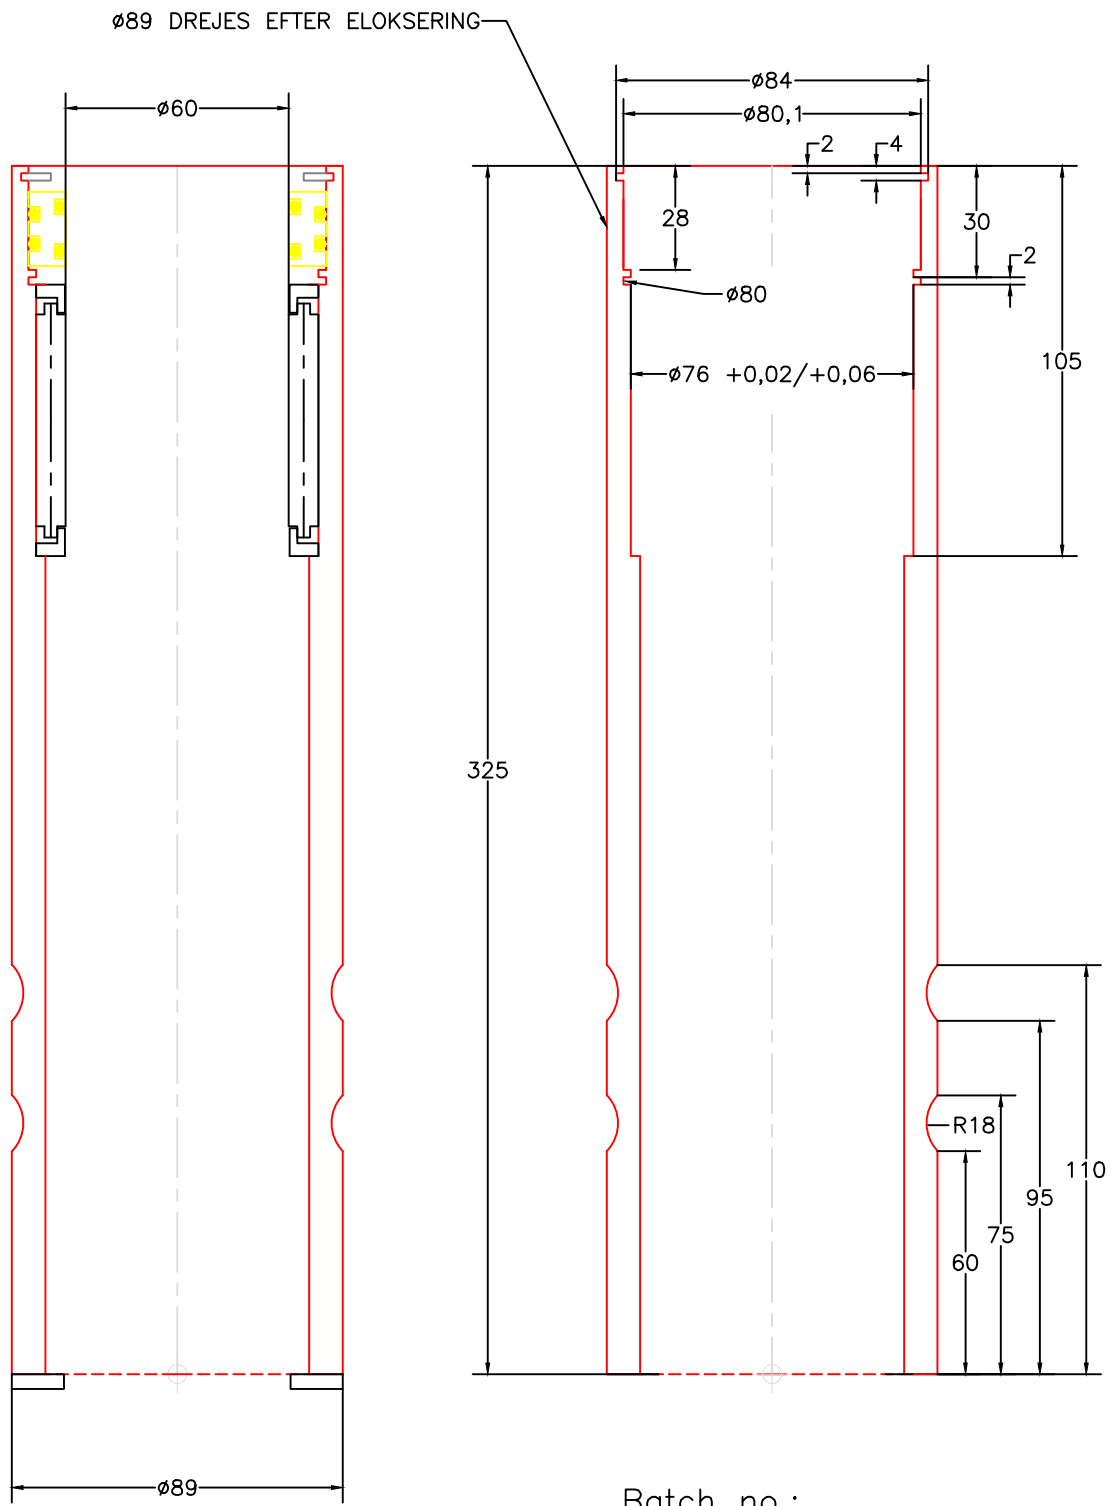 ø89 DREJES EFTER ELOKSERING
ø84
ø60
ø80,1
2
4
28
30
2
ø80
105
ø76 +0,02/+0,06
325
R18
110
95
75
60
ø89
Batch no.: